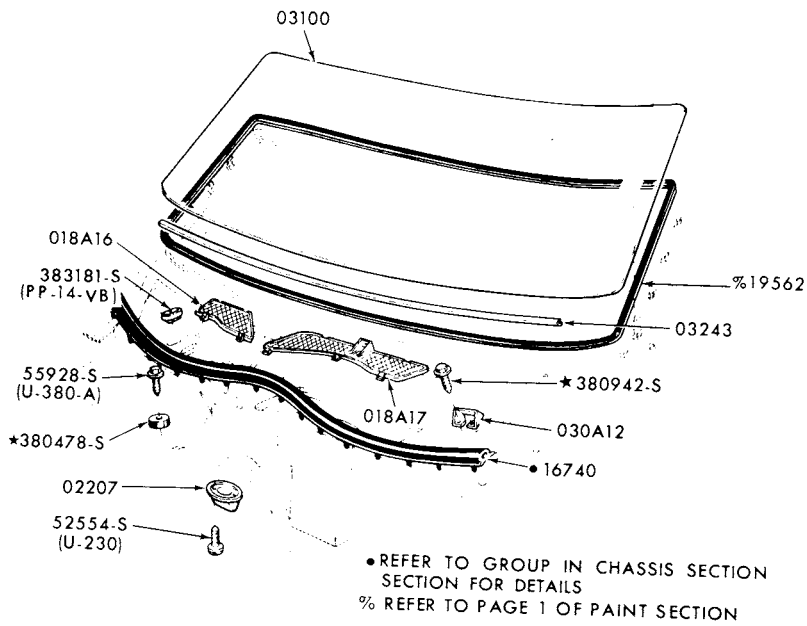 03100
018A16
383181-S
(PP-14-VB)
%19562
03243
55928-S
(U-380-A)
★380942-S
018A17
030A12
★380478-S
●16740
02207
52554-S
(U-230)
●REFER TO GROUP IN CHASSIS SECTION
SECTION FOR DETAILS
% REFER TO PAGE 1 OF PAINT SECTION